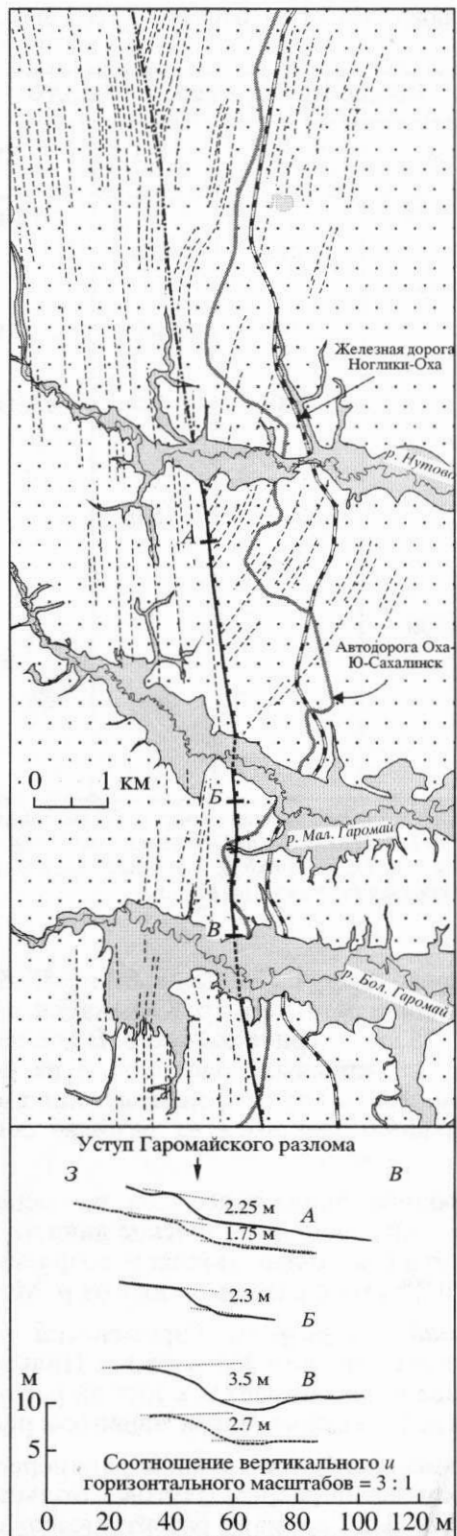 Железная дорога
Ноглики-Оха
р. Нутово
А
Автодорога Оха-
Ю-Сахалинск
0 1 км
Б
р. Мал. Гаромай
В
р. Бол. Гаромай
Уступ Гаромайского разлома
З В
2.25 м
А
1.75 м
2.3 м
Б
3.5 м
В
м
10
2.7 м
5
Соотношение вертикального и
горизонтального масштабов = 3 : 1
0 20 40 60 80 100 120 м